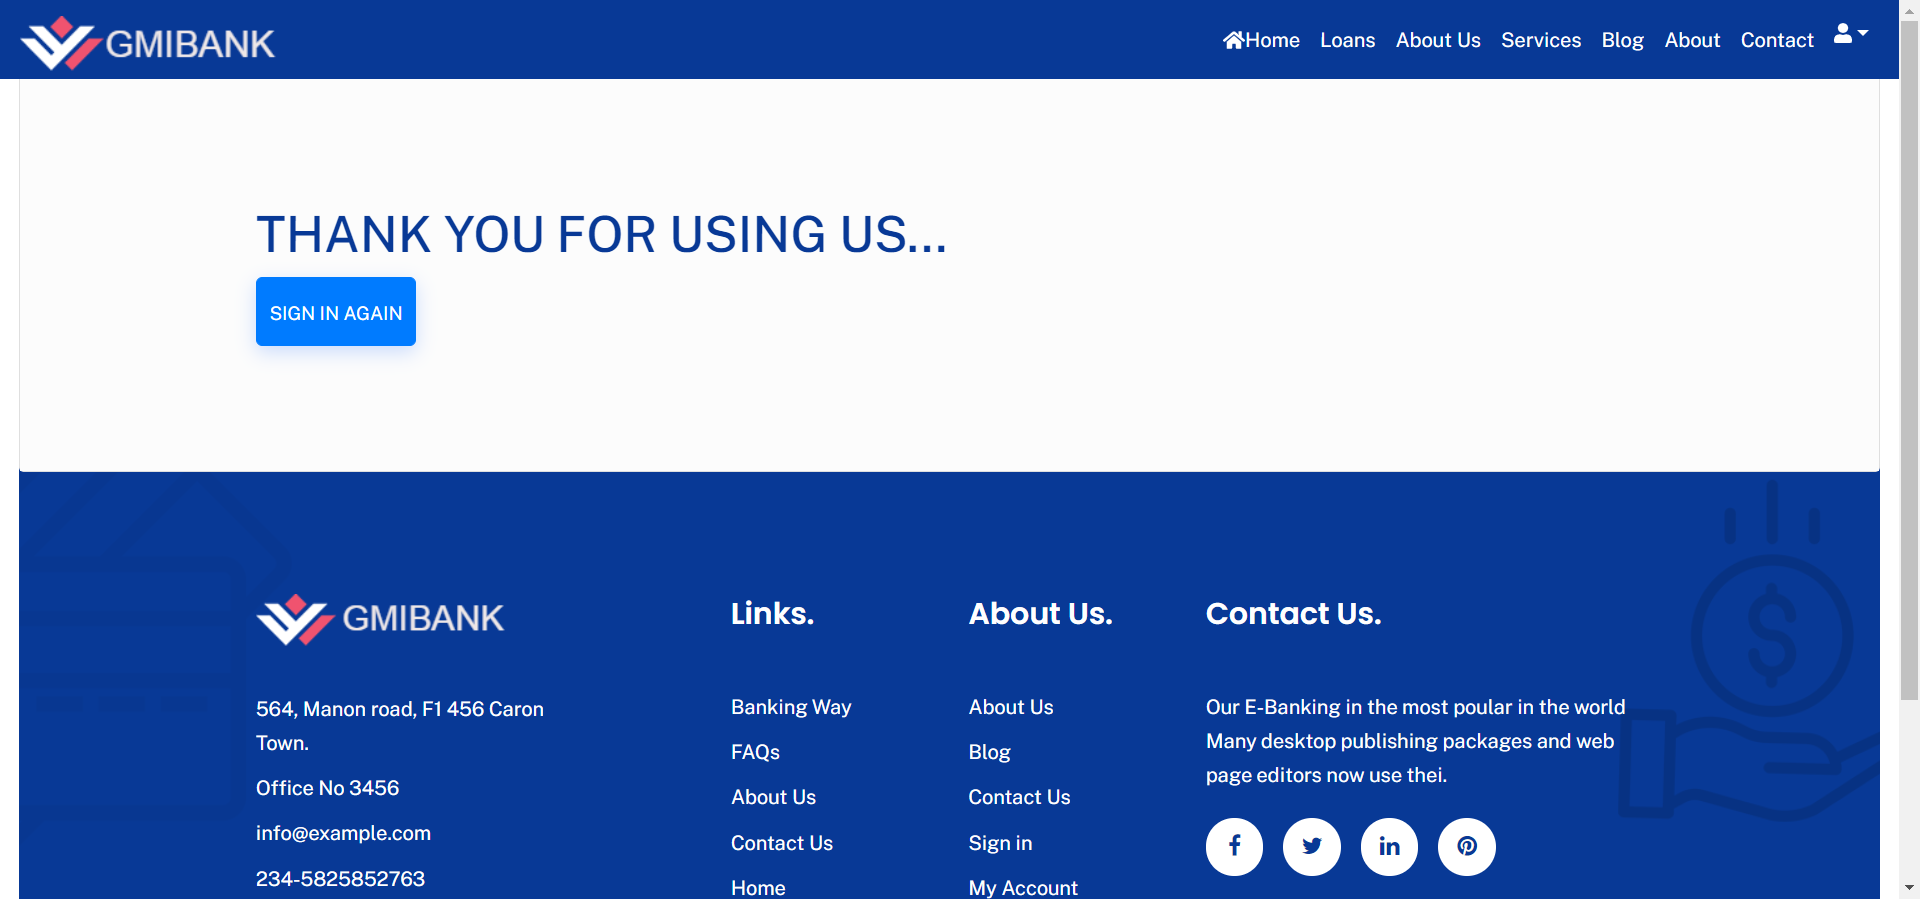 GMIBANK
Home Loans About Us Services Blog About Contact
THANK YOU FOR USING US...
SIGN IN AGAIN
GMIBANK
564, Manon road, F1 456 Caron
Town.
Office No 3456
info@example.com
234-5825852763
Links.
Banking Way
FAQs
About Us
Contact Us
Home
About Us.
About Us
Blog
Contact Us
Sign in
My Account
Contact Us.
Our E-Banking in the most poular in the world
Many desktop publishing packages and web
page editors now use thei.